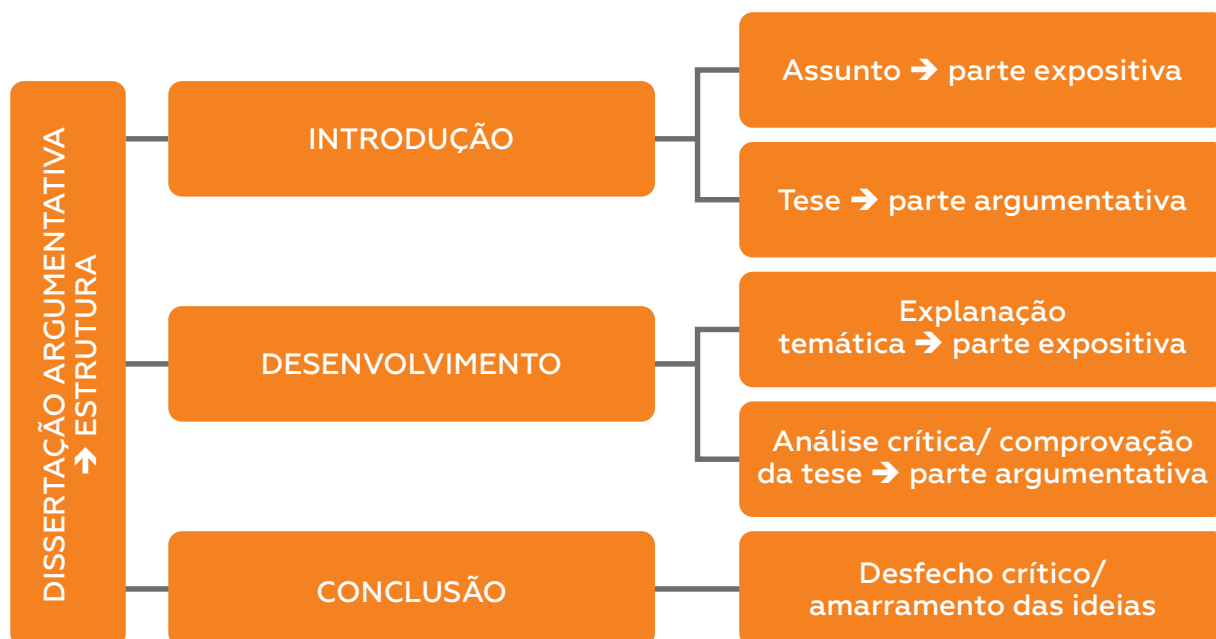 DISSERTAÇÃO ARGUMENTATIVA
➔ ESTRUTURA
INTRODUÇÃO
Assunto ➔ parte expositiva
Tese ➔ parte argumentativa
DESENVOLVIMENTO
Explanação
temática ➔ parte expositiva
Análise crítica/ comprovação
da tese ➔ parte argumentativa
CONCLUSÃO
Desfecho crítico/
amarramento das ideias